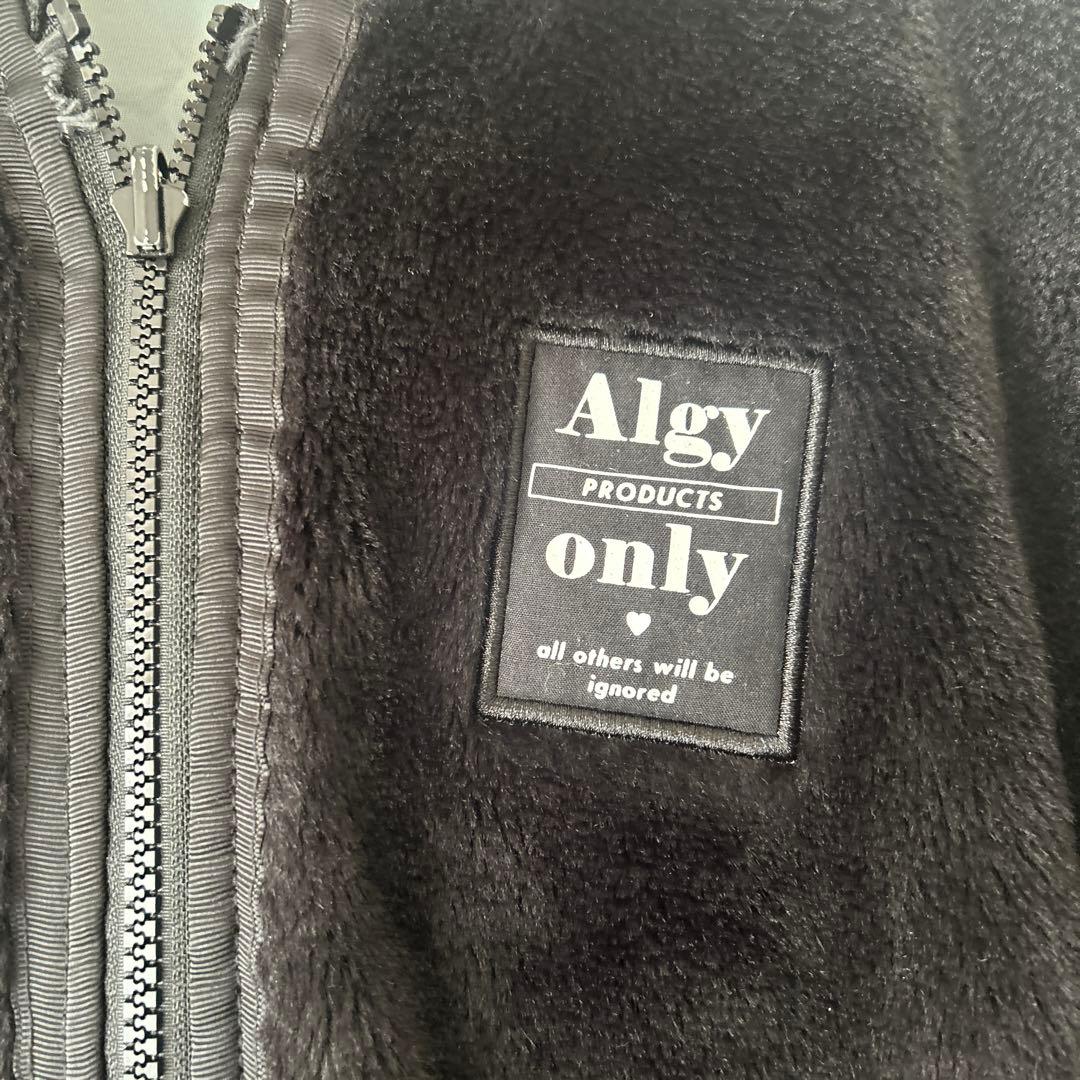 Algy
PRODUCTS
only
all others will be
ignored